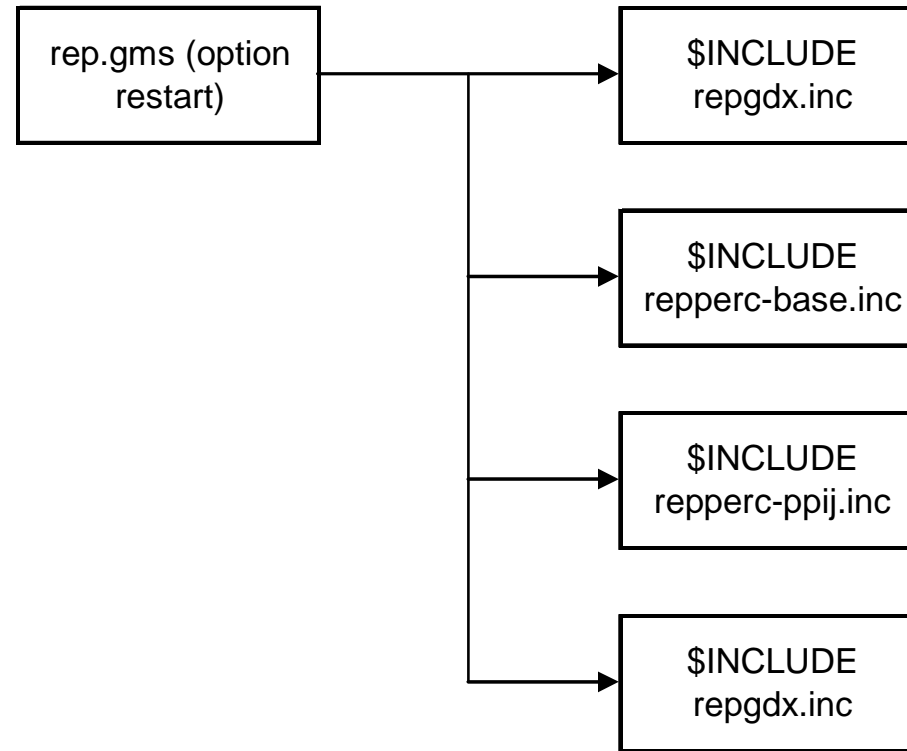 rep.gms (option
restart)
$INCLUDE
repgdx.inc
$INCLUDE
repperc-base.inc
$INCLUDE
repperc-ppij.inc
$INCLUDE
repgdx.inc